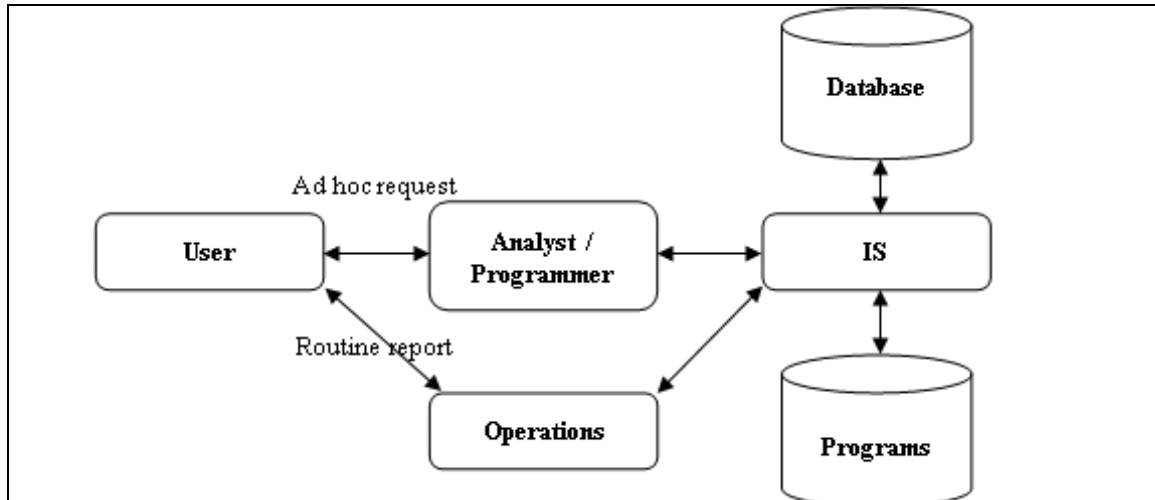 Database
Ad hoc request
User
Analyst /
Programmer
IS
Routine report
Operations
Programs